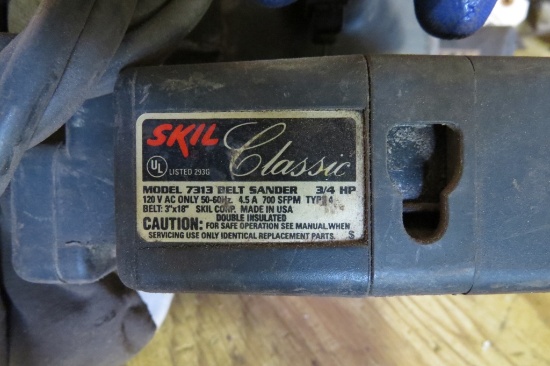 SKIL Classic
UL LISTED 293G
MODEL 7313 BELT SANDER 3/4 HP
120 V AC ONLY 50-60Hz. 4.5 A 700 SFPM TYPE 4
BELT: 3"x18" SKIL CORP. MADE IN USA
DOUBLE INSULATED
CAUTION: FOR SAFE OPERATION SEE MANUAL. WHEN
SERVICING USE ONLY IDENTICAL REPLACEMENT PARTS. S